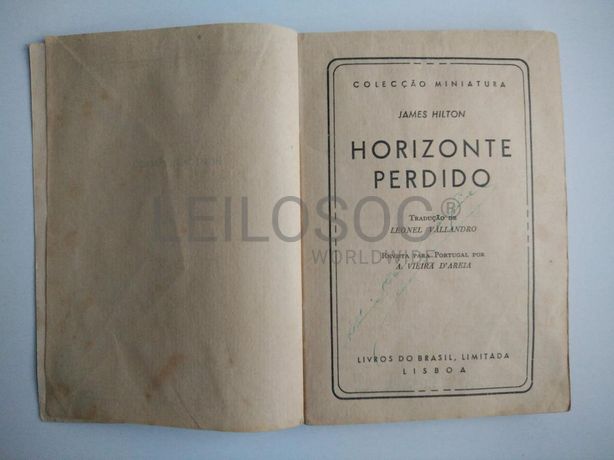 COLECÇÃO MINIATURA
JAMES HILTON
HORIZONTE
PERDIDO
TRADUÇÃO DE
LEONEL VALLANDRO
REVISTA PARA PORTUGAL POR
A. VIEIRA D'AREIA
LIVROS DO BRASIL, LIMITADA
LISBOA
LEILOSOC®
WORLDWIDE